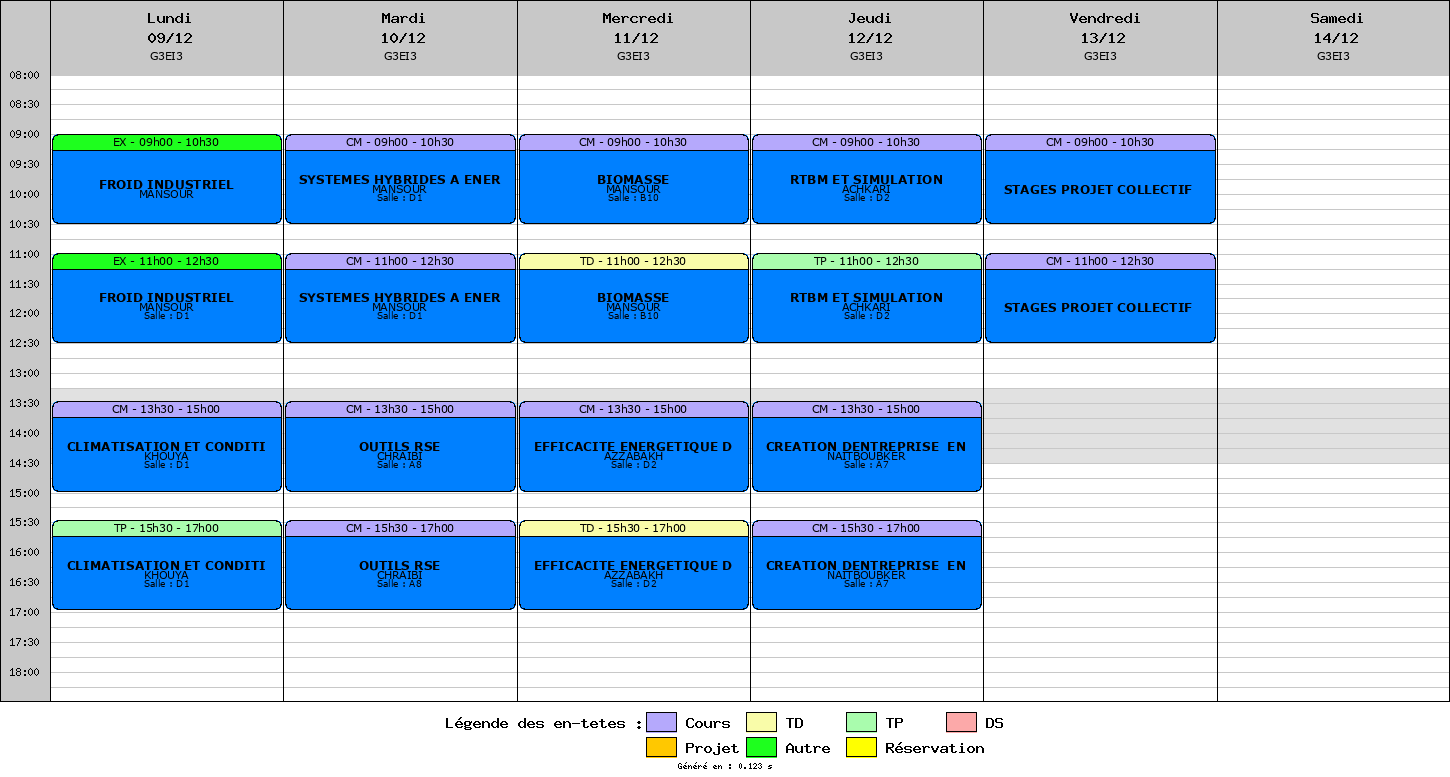 Lundi
09/12
G3EI3
Mardi
10/12
G3EI3
Mercredi
11/12
G3EI3
Jeudi
12/12
G3EI3
Vendredi
13/12
G3EI3
Samedi
14/12
G3EI3
08:00
08:30
09:00
09:30
10:00
10:30
11:00
11:30
12:00
12:30
13:00
13:30
14:00
14:30
15:00
15:30
16:00
16:30
17:00
17:30
18:00
EX - 09h00 - 10h30
FROID INDUSTRIEL
MANSOUR
CM - 09h00 - 10h30
SYSTEMES HYBRIDES A ENER
MANSOUR
Salle : D1
CM - 09h00 - 10h30
BIOMASSE
MANSOUR
Salle : B10
CM - 09h00 - 10h30
RTBM ET SIMULATION
ACHKARI
Salle : D2
CM - 09h00 - 10h30
STAGES PROJET COLLECTIF
EX - 11h00 - 12h30
FROID INDUSTRIEL
MANSOUR
Salle : D1
CM - 11h00 - 12h30
SYSTEMES HYBRIDES A ENER
MANSOUR
Salle : D1
TD - 11h00 - 12h30
BIOMASSE
MANSOUR
Salle : B10
TP - 11h00 - 12h30
RTBM ET SIMULATION
ACHKARI
Salle : D2
CM - 11h00 - 12h30
STAGES PROJET COLLECTIF
CM - 13h30 - 15h00
CLIMATISATION ET CONDITI
KHOUYA
Salle : D1
CM - 13h30 - 15h00
OUTILS RSE
CHRAIBI
Salle : A8
CM - 13h30 - 15h00
EFFICACITE ENERGETIQUE D
AZZABAKH
Salle : D2
CM - 13h30 - 15h00
CREATION DENTREPRISE  EN
NAITBOUBKER
Salle : A7
TP - 15h30 - 17h00
CLIMATISATION ET CONDITI
KHOUYA
Salle : D1
CM - 15h30 - 17h00
OUTILS RSE
CHRAIBI
Salle : A8
TD - 15h30 - 17h00
EFFICACITE ENERGETIQUE D
AZZABAKH
Salle : D2
CM - 15h30 - 17h00
CREATION DENTREPRISE  EN
NAITBOUBKER
Salle : A7
Légende des en-tetes : Cours TD TP DS
Projet Autre Réservation
Généré en : 0.123 s